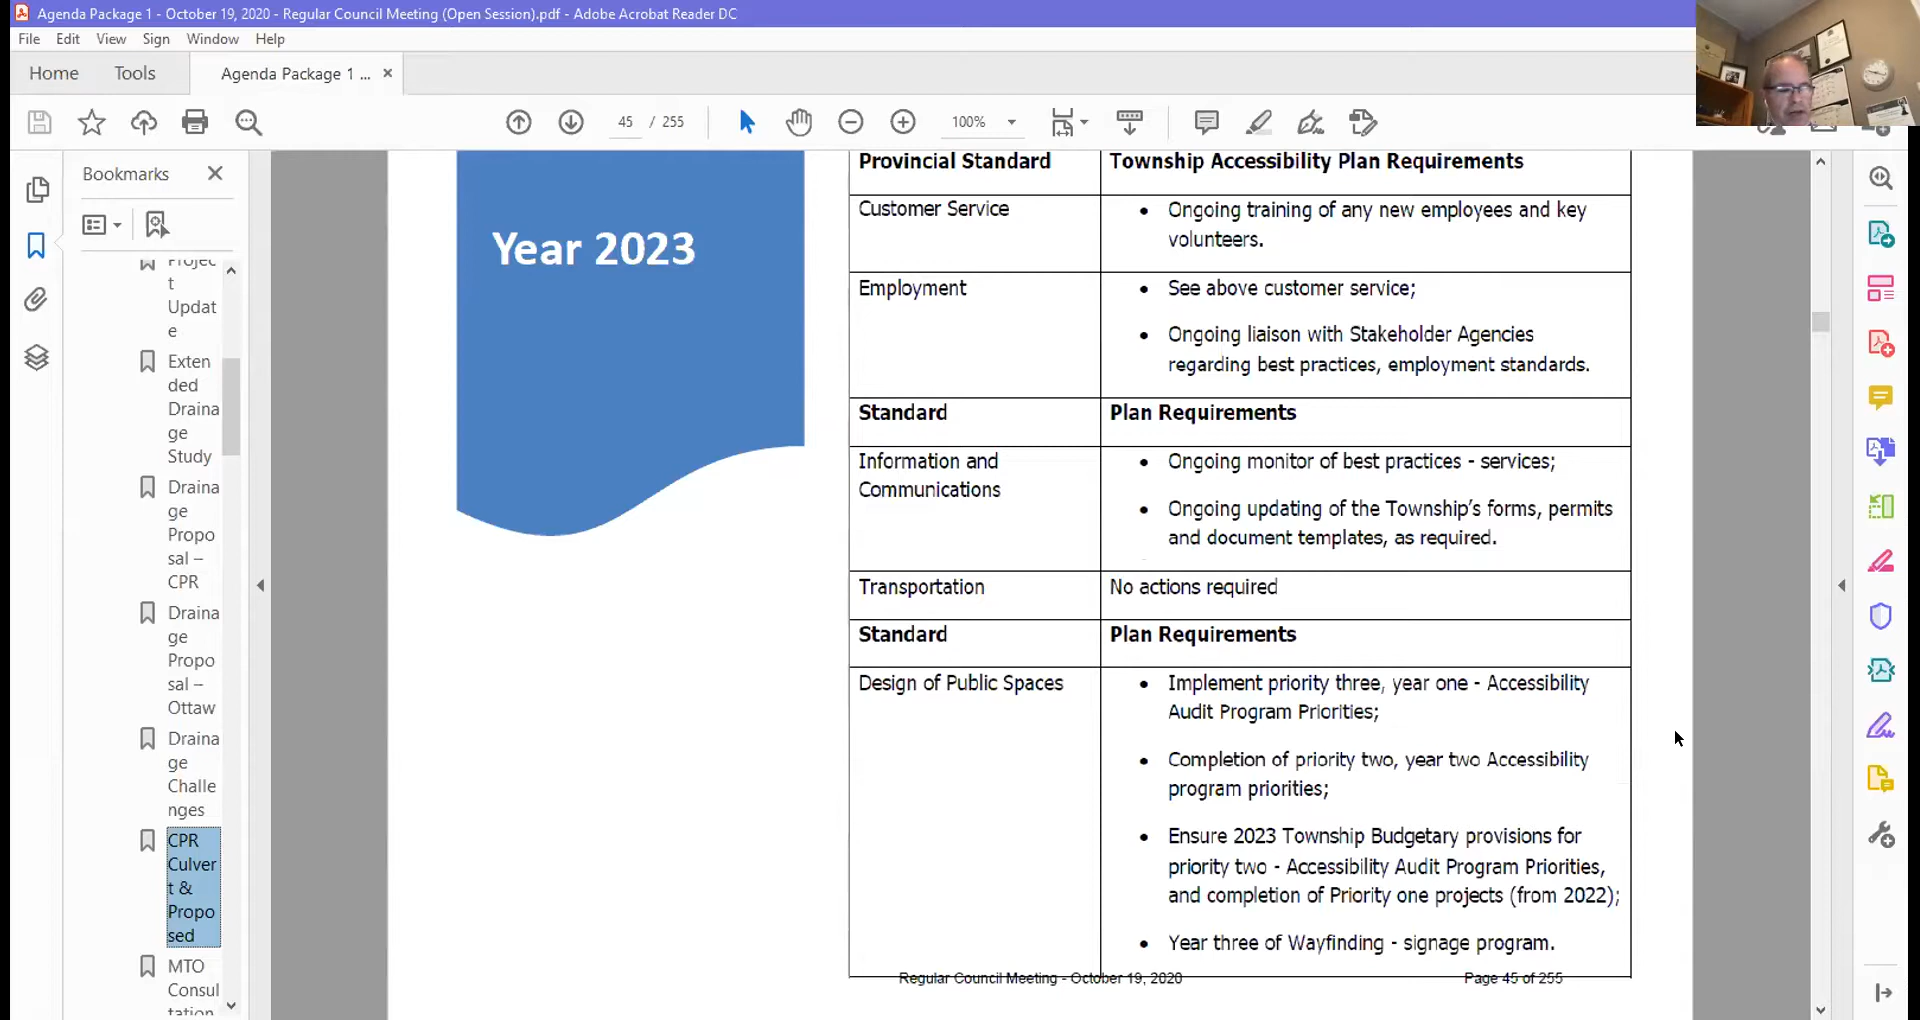 Agenda Package 1 - October 19, 2020 - Regular Council Meeting (Open Session).pdf - Adobe Acrobat Reader DC
File Edit View Sign Window Help
Home Tools Agenda Package 1 ...
45 / 255 100%
Bookmarks
Project
t
Updat
e
Exten
ded
Draina
ge
Study
Draina
ge
Propo
sal –
CPR
Draina
ge
Propo
sal –
Ottaw
Draina
ge
Challe
nges
CPR
Culver
t &
Propo
sed
MTO
Consul
tation
Year 2023
Provincial Standard Township Accessibility Plan Requirements
Customer Service • Ongoing training of any new employees and key
volunteers.
Employment • See above customer service;
• Ongoing liaison with Stakeholder Agencies
regarding best practices, employment standards.
Standard Plan Requirements
Information and • Ongoing monitor of best practices - services;
Communications
• Ongoing updating of the Township's forms, permits
and document templates, as required.
Transportation No actions required
Standard Plan Requirements
Design of Public Spaces • Implement priority three, year one - Accessibility
Audit Program Priorities;
• Completion of priority two, year two Accessibility
program priorities;
• Ensure 2023 Township Budgetary provisions for
priority two - Accessibility Audit Program Priorities,
and completion of Priority one projects (from 2022);
• Year three of Wayfinding - signage program.
Regular Council Meeting - October 19, 2020 Page 45 of 255